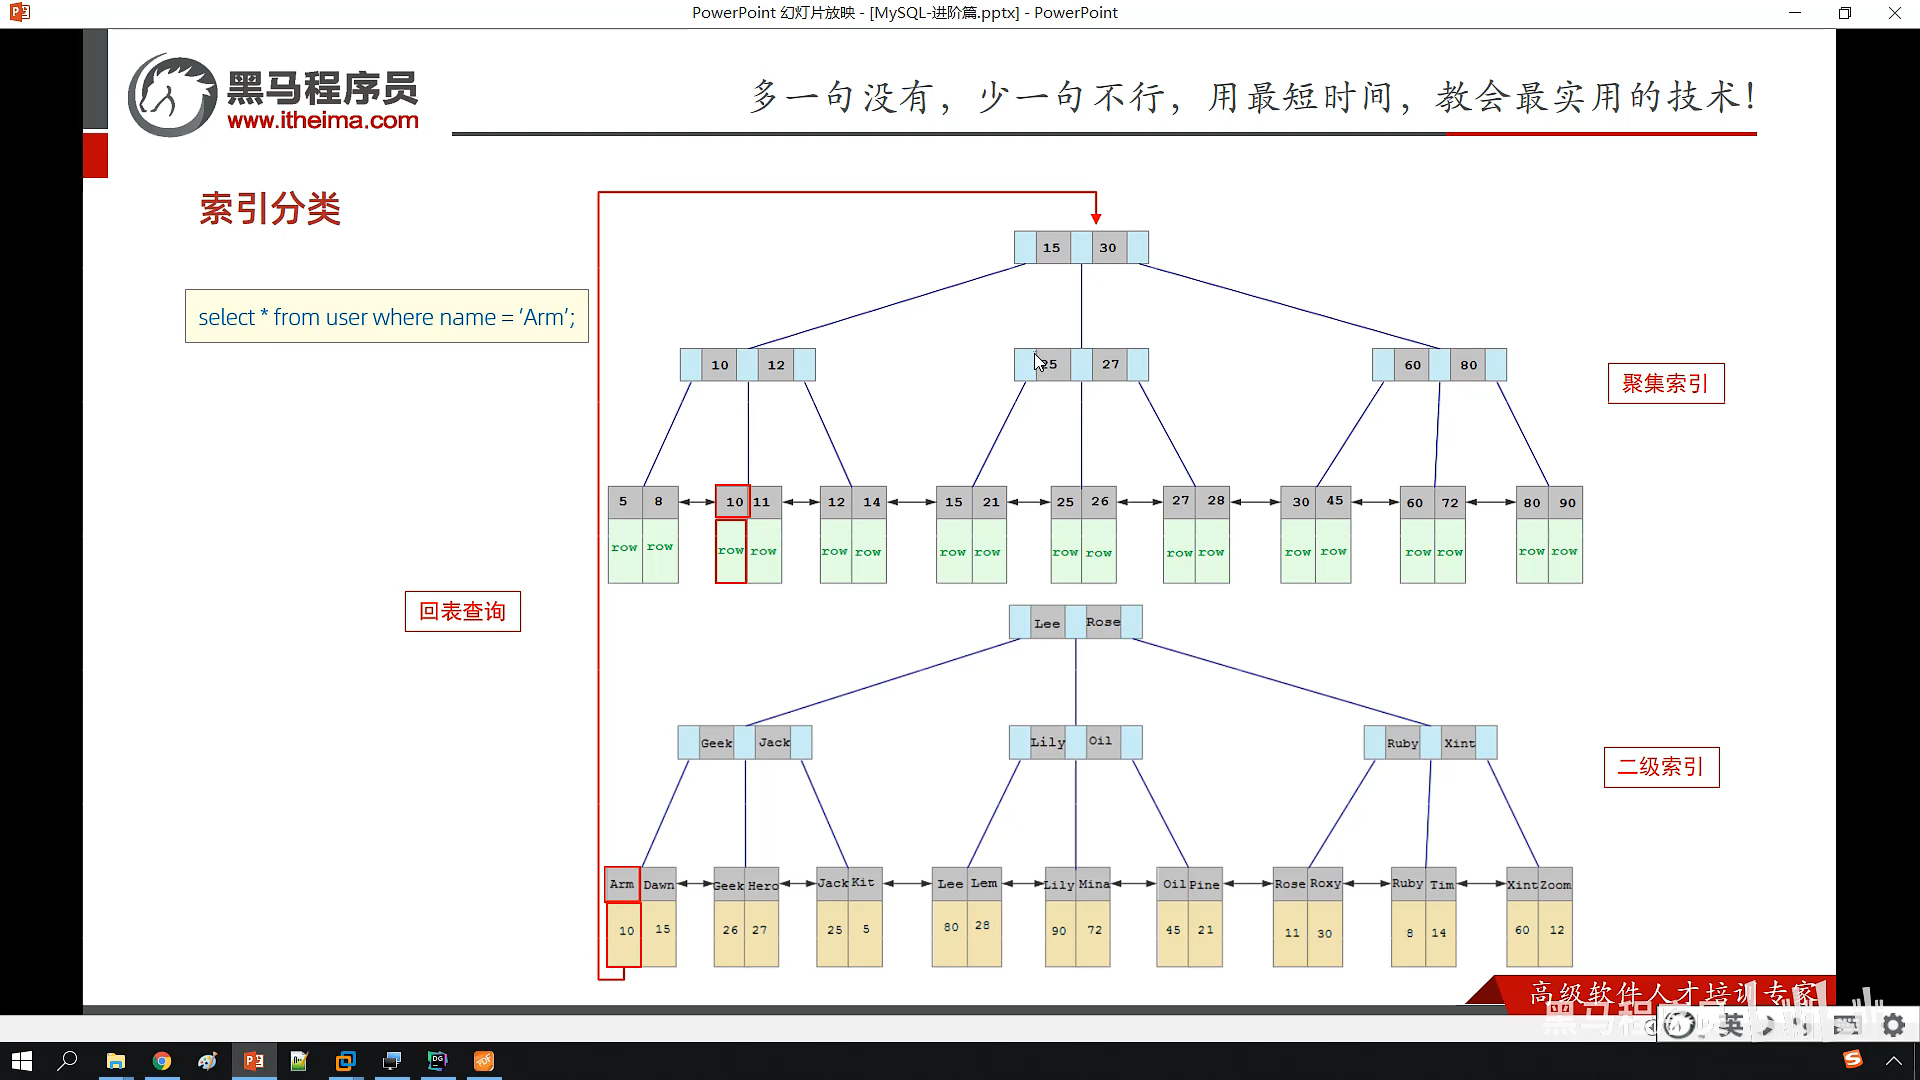 PowerPoint 幻灯片放映 - [MySQL-进阶篇.pptx] - PowerPoint
黑马程序员
www.itheima.com
多一句没有，少一句不行，用最短时间，教会最实用的技术！
索引分类
select * from user where name = ‘Arm’;
15 30
10 12 25 27 60 80
聚集索引
5 8 10 11 12 14 15 21 25 26 27 28 30 45 60 72 80 90
row row row row row row row row row row row row row row row row row row
回表查询
Lee Rose
Geek Jack Lily Oil Ruby Xint
二级索引
Arm Dawn Geek Hero Jack Kit Lee Lem Lily Mina Oil Pine Rose Roxy Ruby Tim Xint Zoom
10 15 26 27 25 5 80 28 90 72 45 21 11 30 8 14 60 12
高级软件人才培训专家
黑马程序员
英